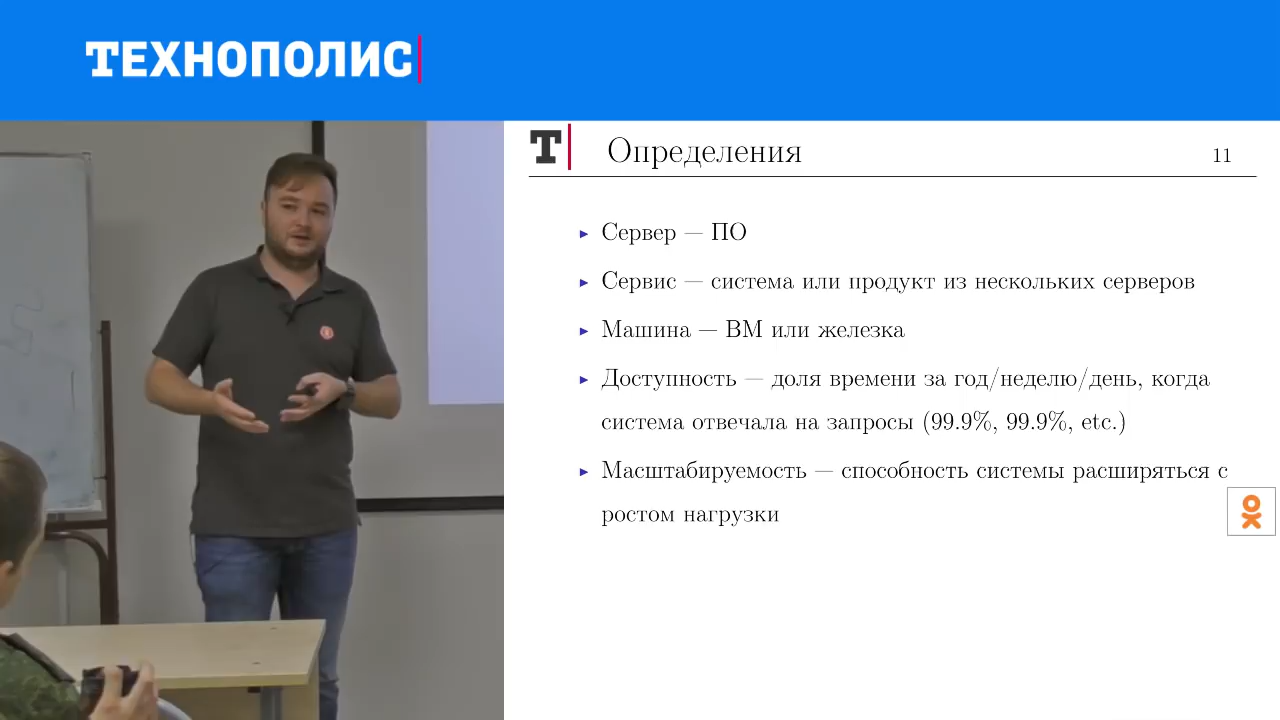 ТЕХНОПОЛИС
Т
Определения
11
Сервер — ПО
Сервис — система или продукт из нескольких серверов
Машина — ВМ или железка
Доступность — доля времени за год/неделю/день, когда
система отвечала на запросы (99.9%, 99.9%, etc.)
Масштабируемость — способность системы расширяться с
ростом нагрузки